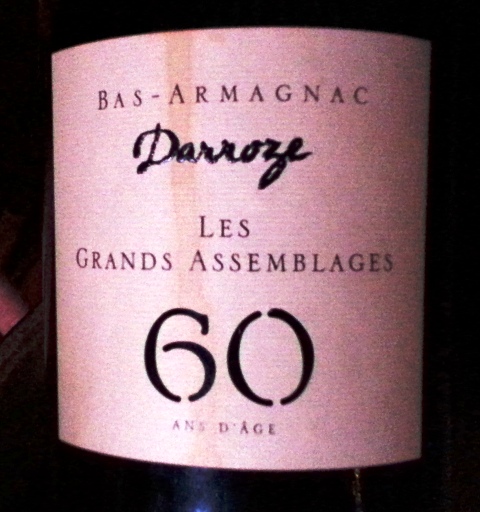 BAS-ARMAGNAC
Darroze
LES
GRANDS ASSEMBLAGES
60
ANS D'ÂGE